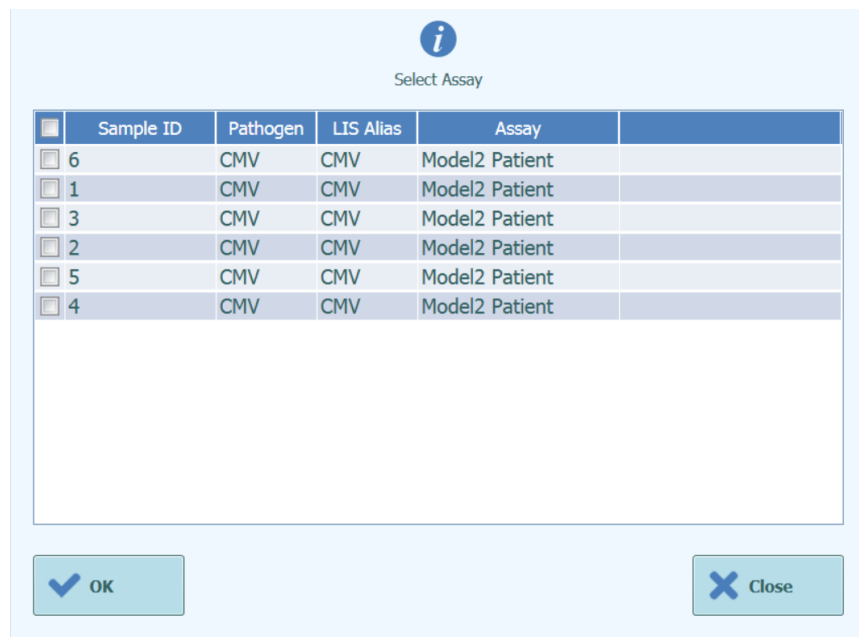 i
Select Assay
Sample ID Pathogen LIS Alias Assay
6 CMV CMV Model2 Patient
1 CMV CMV Model2 Patient
3 CMV CMV Model2 Patient
2 CMV CMV Model2 Patient
5 CMV CMV Model2 Patient
4 CMV CMV Model2 Patient
OK Close